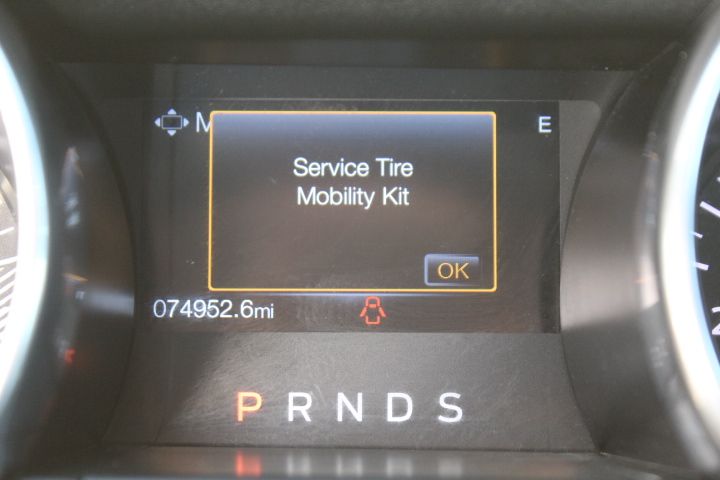 M
E
Service Tire
Mobility Kit
OK
074952.6mi
P R N D S